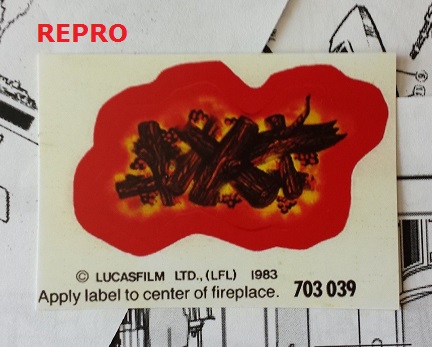 REPRO
© LUCASFILM LTD., (LFL) 1983
Apply label to center of fireplace. 703 039